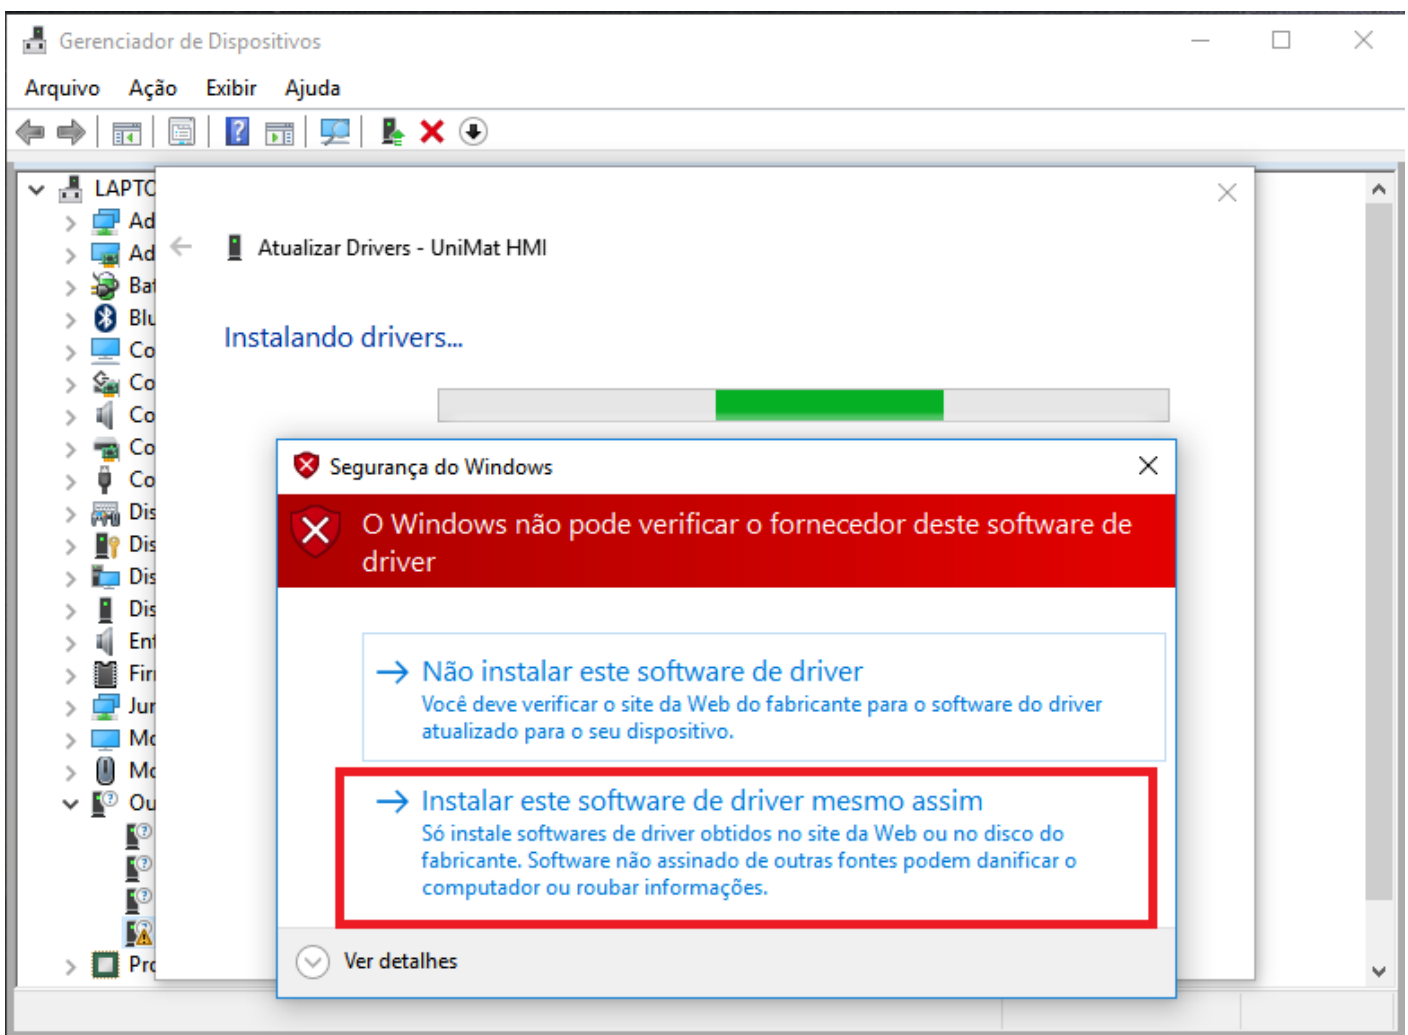 Gerenciador de Dispositivos
Arquivo Ação Exibir Ajuda
LAPTO
Ad
Ad
Bat
Blu
Co
Co
Co
Co
Co
Dis
Dis
Dis
Dis
Ent
Firi
Jur
Mo
Mo
Ou
Pro
Atualizar Drivers - UniMat HMI
Instalando drivers...
Segurança do Windows
O Windows não pode verificar o fornecedor deste software de
driver
Não instalar este software de driver
Você deve verificar o site da Web do fabricante para o software do driver
atualizado para o seu dispositivo.
Instalar este software de driver mesmo assim
Só instale softwares de driver obtidos no site da Web ou no disco do
fabricante. Software não assinado de outras fontes podem danificar o
computador ou roubar informações.
Ver detalhes